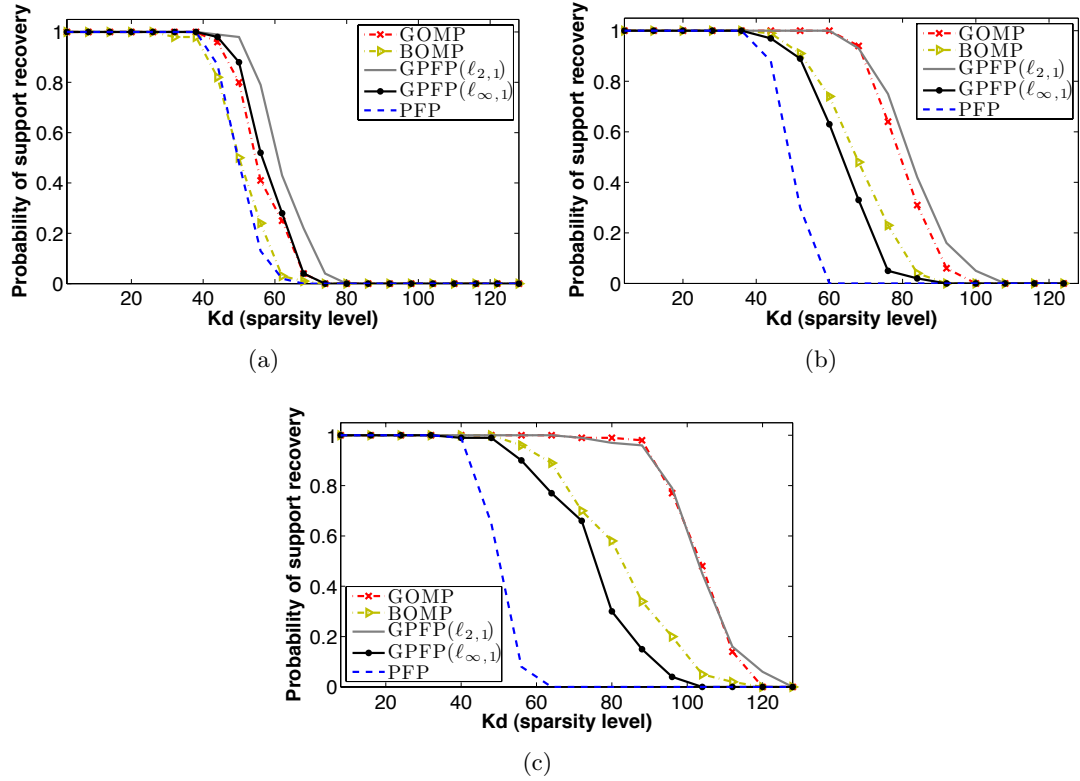 Probability of support recovery
1
0.8
0.6
0.4
0.2
0
20 40 60 80 100 120
Kd (sparsity level)
GOMP
BOMP
GPFP(ℓ2,1)
GPFP(ℓ∞,1)
PFP
(a)
Probability of support recovery
1
0.8
0.6
0.4
0.2
0
20 40 60 80 100 120
Kd (sparsity level)
GOMP
BOMP
GPFP(ℓ2,1)
GPFP(ℓ∞,1)
PFP
(b)
Probability of support recovery
1
0.8
0.6
0.4
0.2
0
20 40 60 80 100 120
Kd (sparsity level)
GOMP
BOMP
GPFP(ℓ2,1)
GPFP(ℓ∞,1)
PFP
(c)